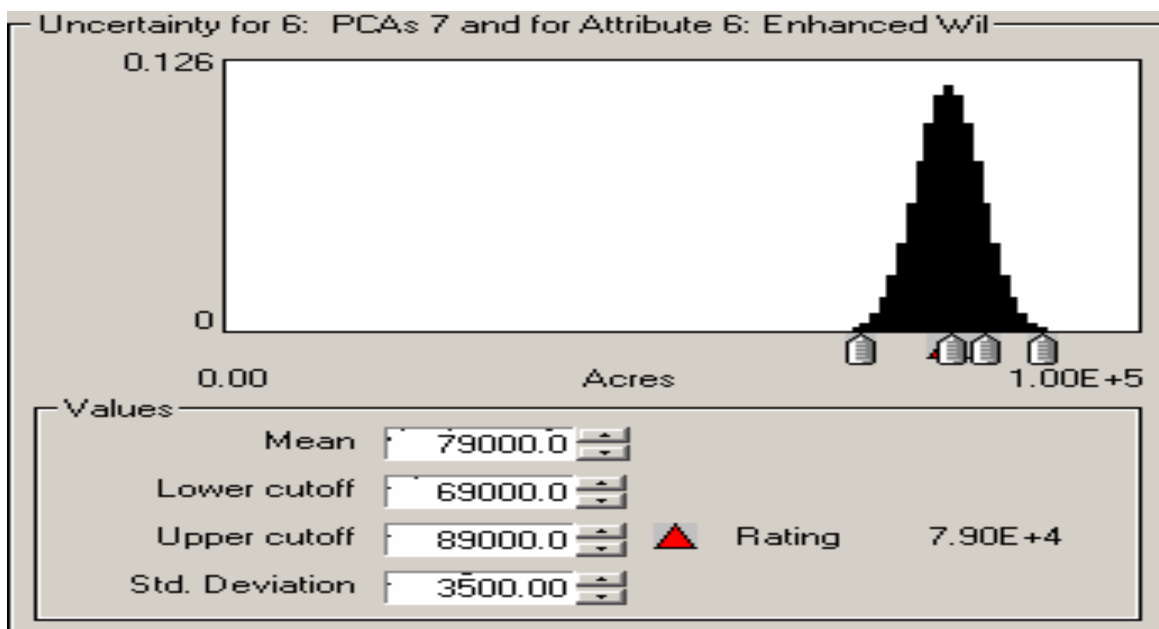 Uncertainty for 6: PCAs 7 and for Attribute 6: Enhanced Wil
0.126
0
0.00 Acres 1.00E+5
Values
Mean 79000.0
Lower cutoff 69000.0
Upper cutoff 89000.0 Rating 7.90E+4
Std. Deviation 3500.00